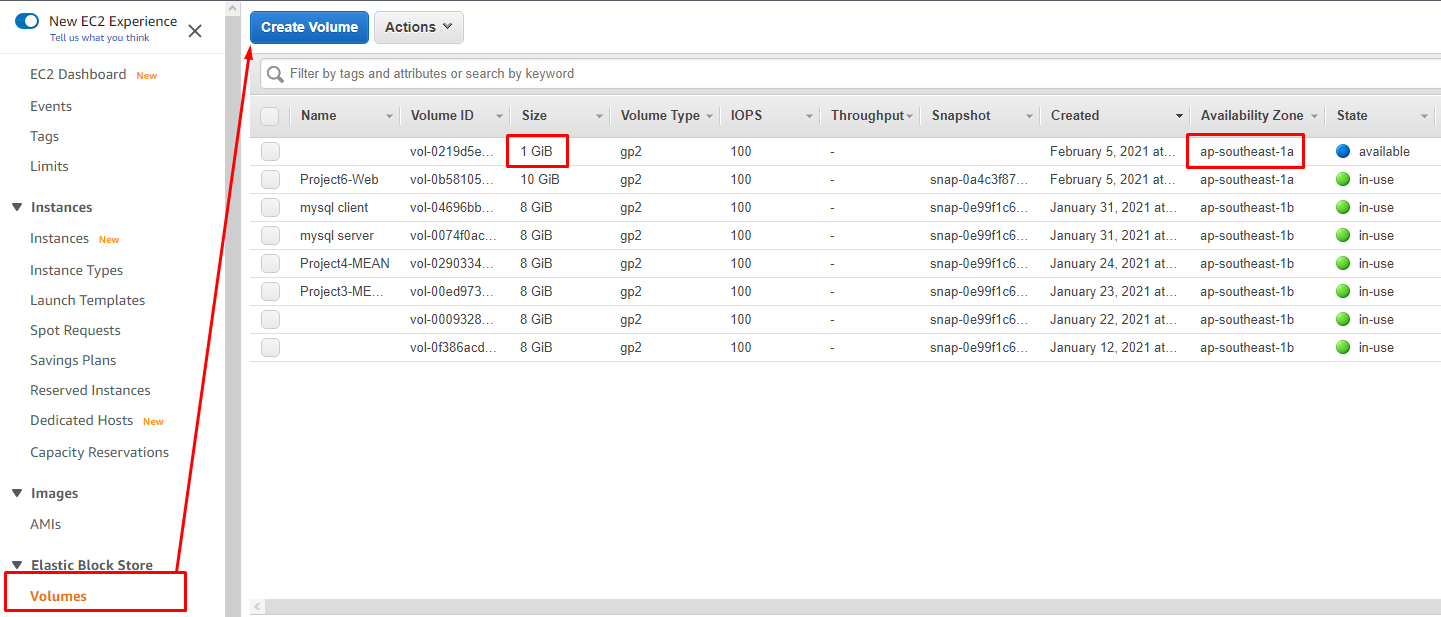 New EC2 Experience
Tell us what you think
EC2 Dashboard New
Events
Tags
Limits
Instances
Instances New
Instance Types
Launch Templates
Spot Requests
Savings Plans
Reserved Instances
Dedicated Hosts New
Capacity Reservations
Images
AMIs
Elastic Block Store
Volumes
Create Volume Actions
Filter by tags and attributes or search by keyword
Name Volume ID Size Volume Type IOPS Throughput Snapshot Created Availability Zone State
vol-0219d5e... 1 GiB gp2 100 - February 5, 2021 at... ap-southeast-1a available
Project6-Web vol-0b58105... 10 GiB gp2 100 - snap-0a4c3f87... February 5, 2021 at... ap-southeast-1a in-use
mysql client vol-04696bb... 8 GiB gp2 100 - snap-0e99f1c6... January 31, 2021 at... ap-southeast-1b in-use
mysql server vol-0074f0ac... 8 GiB gp2 100 - snap-0e99f1c6... January 31, 2021 at... ap-southeast-1b in-use
Project4-MEAN vol-0290334... 8 GiB gp2 100 - snap-0e99f1c6... January 24, 2021 at... ap-southeast-1b in-use
Project3-ME... vol-00ed973... 8 GiB gp2 100 - snap-0e99f1c6... January 23, 2021 at... ap-southeast-1b in-use
vol-0009328... 8 GiB gp2 100 - snap-0e99f1c6... January 22, 2021 at... ap-southeast-1b in-use
vol-0f386acd... 8 GiB gp2 100 - snap-0e99f1c6... January 12, 2021 at... ap-southeast-1b in-use